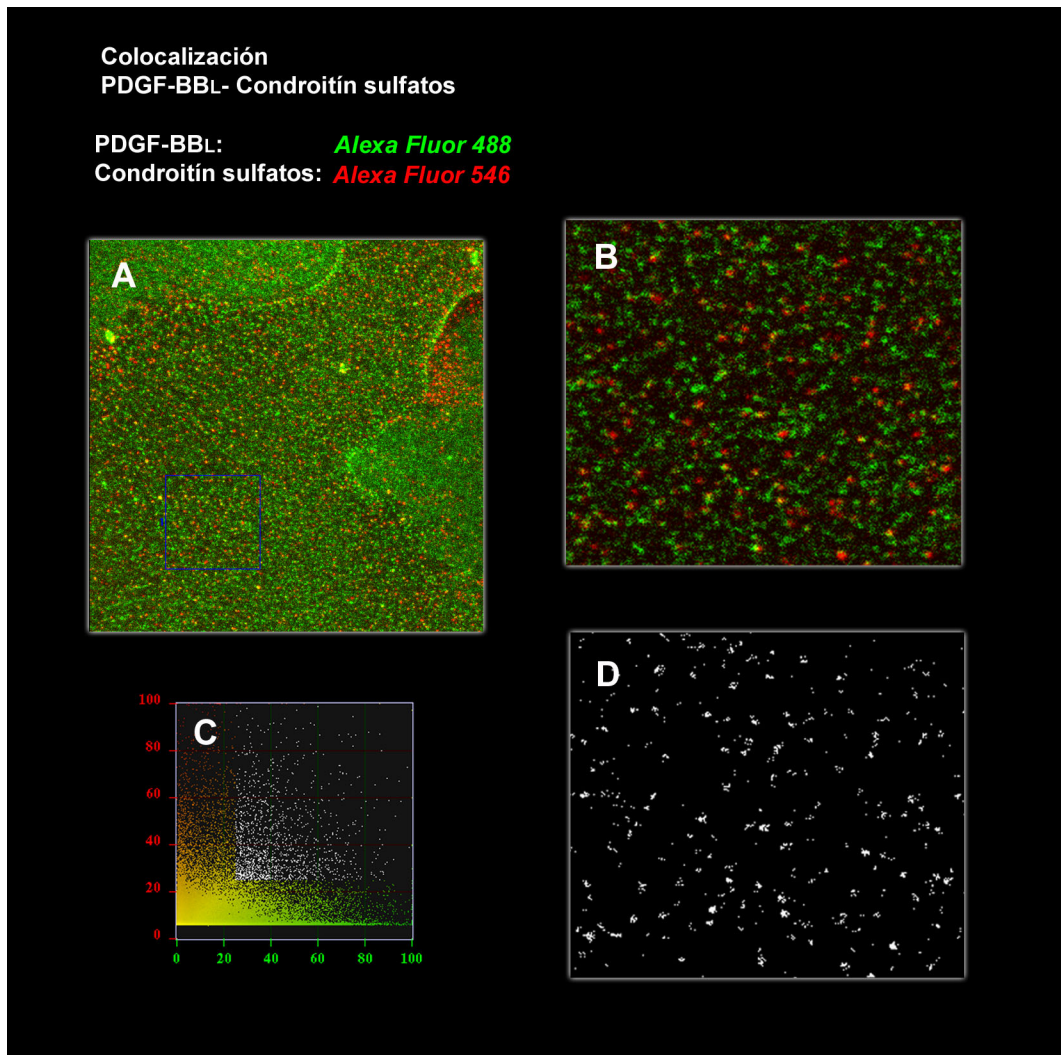 Colocalización
PDGF-BBL- Condroitín sulfatos
PDGF-BBL: Alexa Fluor 488
Condroitín sulfatos: Alexa Fluor 546
A
B
C
100
80
60
40
20
0
0 20 40 60 80 100
D